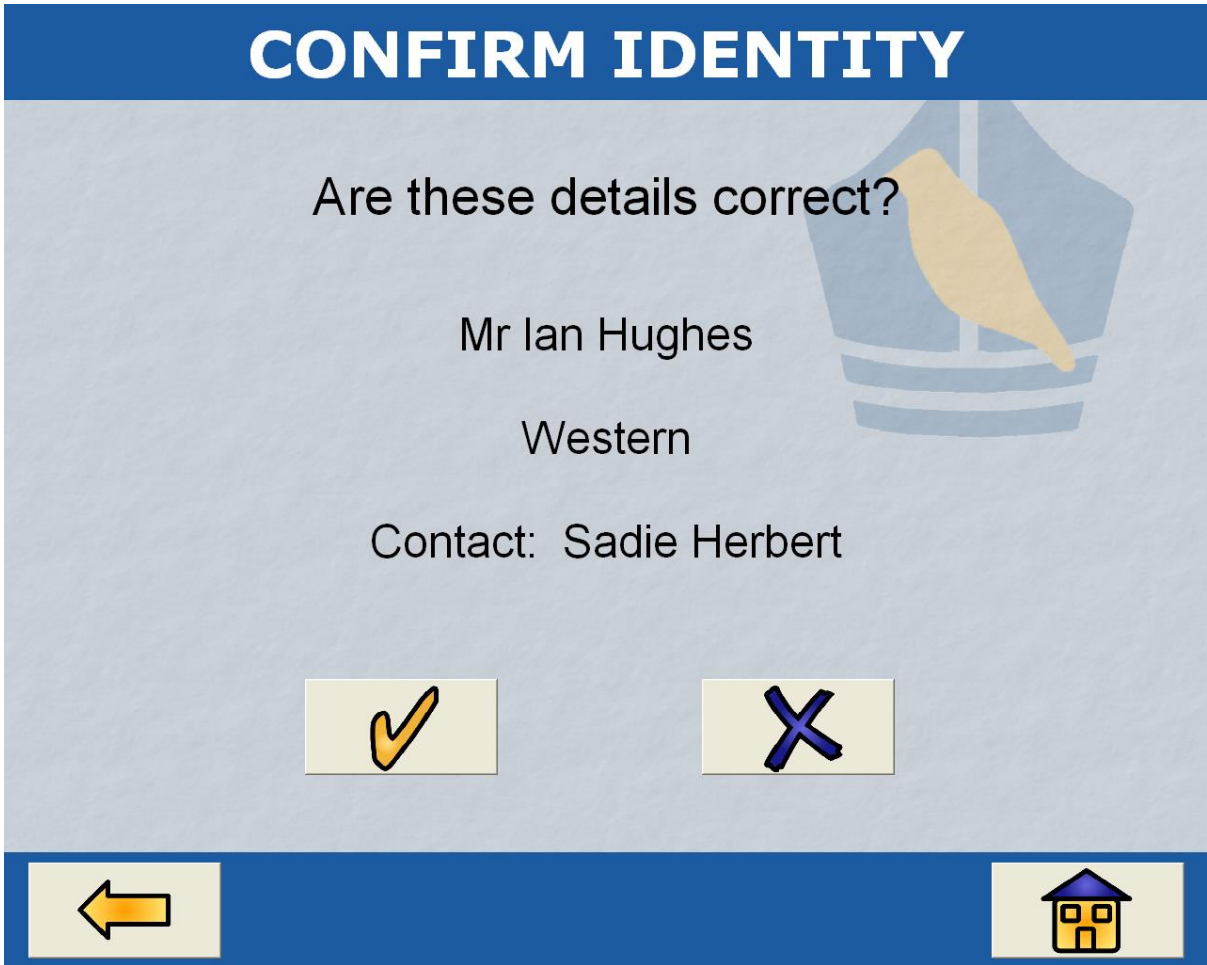 CONFIRM IDENTITY
Are these details correct?
Mr Ian Hughes
Western
Contact: Sadie Herbert